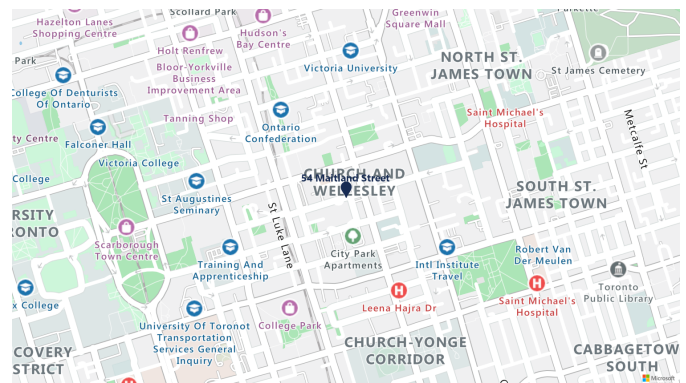 Hazelton Lanes
Shopping Centre
Scollard Park
Hudson's
Bay Centre
Greenwin
Square Mall
Parkette
Holt Renfrew
Park
Bloor-Yorkville
Business
Improvement Area
Victoria University
NORTH ST.
JAMES TOWN
St James Cemetery
College Of Denturists
Of Ontario
Tanning Shop
Saint Michael's
Hospital
Metcalfe St
ty Centre
Falconer Hall
Ontario
Confederation
Victoria College
CHURCH AND
WELLESLEY
54 Maitland Street
College
St Augustines
Seminary
SOUTH ST.
JAMES TOWN
RSITY
RONTO
St Luke Lane
Scarborough
Town Centre
Training And
Apprenticeship
City Park
Apartments
Intl Institute
Travel
Robert Van
Der Meulen
Toronto
Public Library
x College
Leena Hajra Dr
Saint Michael's
Hospital
University Of Toronot
Transportation
Services General
Inquiry
College Park
CHURCH-YONGE
CORRIDOR
COVERY
STRICT
CABBAGETOW
SOUTH
Microsoft